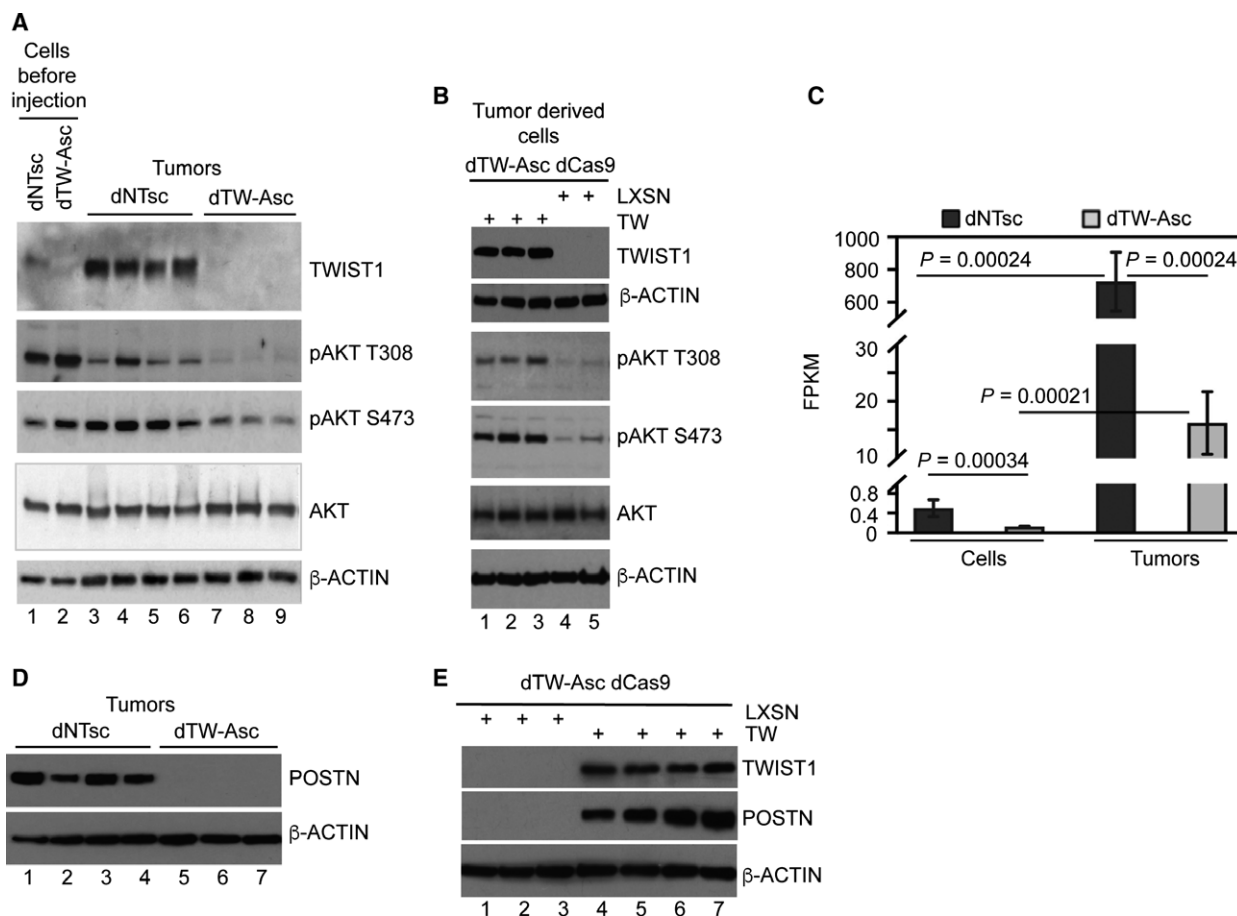 A
Cells
before
injection
dNTsc
dTW-Asc
Tumors
dNTsc dTW-Asc
TWIST1
pAKT T308
pAKT S473
AKT
β-ACTIN
1 2 3 4 5 6 7 8 9
B
Tumor derived
cells
dTW-Asc dCas9
+ + LXSN
+ + + TW
TWIST1
β-ACTIN
pAKT T308
pAKT S473
AKT
β-ACTIN
1 2 3 4 5
C
dNTsc dTW-Asc
1000
800
600
30
20
10
0.8
0.4
0
FPKM
P = 0.00024 P = 0.00024
P = 0.00021
P = 0.00034
Cells Tumors
D
Tumors
dNTsc dTW-Asc
POSTN
β-ACTIN
1 2 3 4 5 6 7
E
dTW-Asc dCas9
+ + + LXSN
+ + + + TW
TWIST1
POSTN
β-ACTIN
1 2 3 4 5 6 7